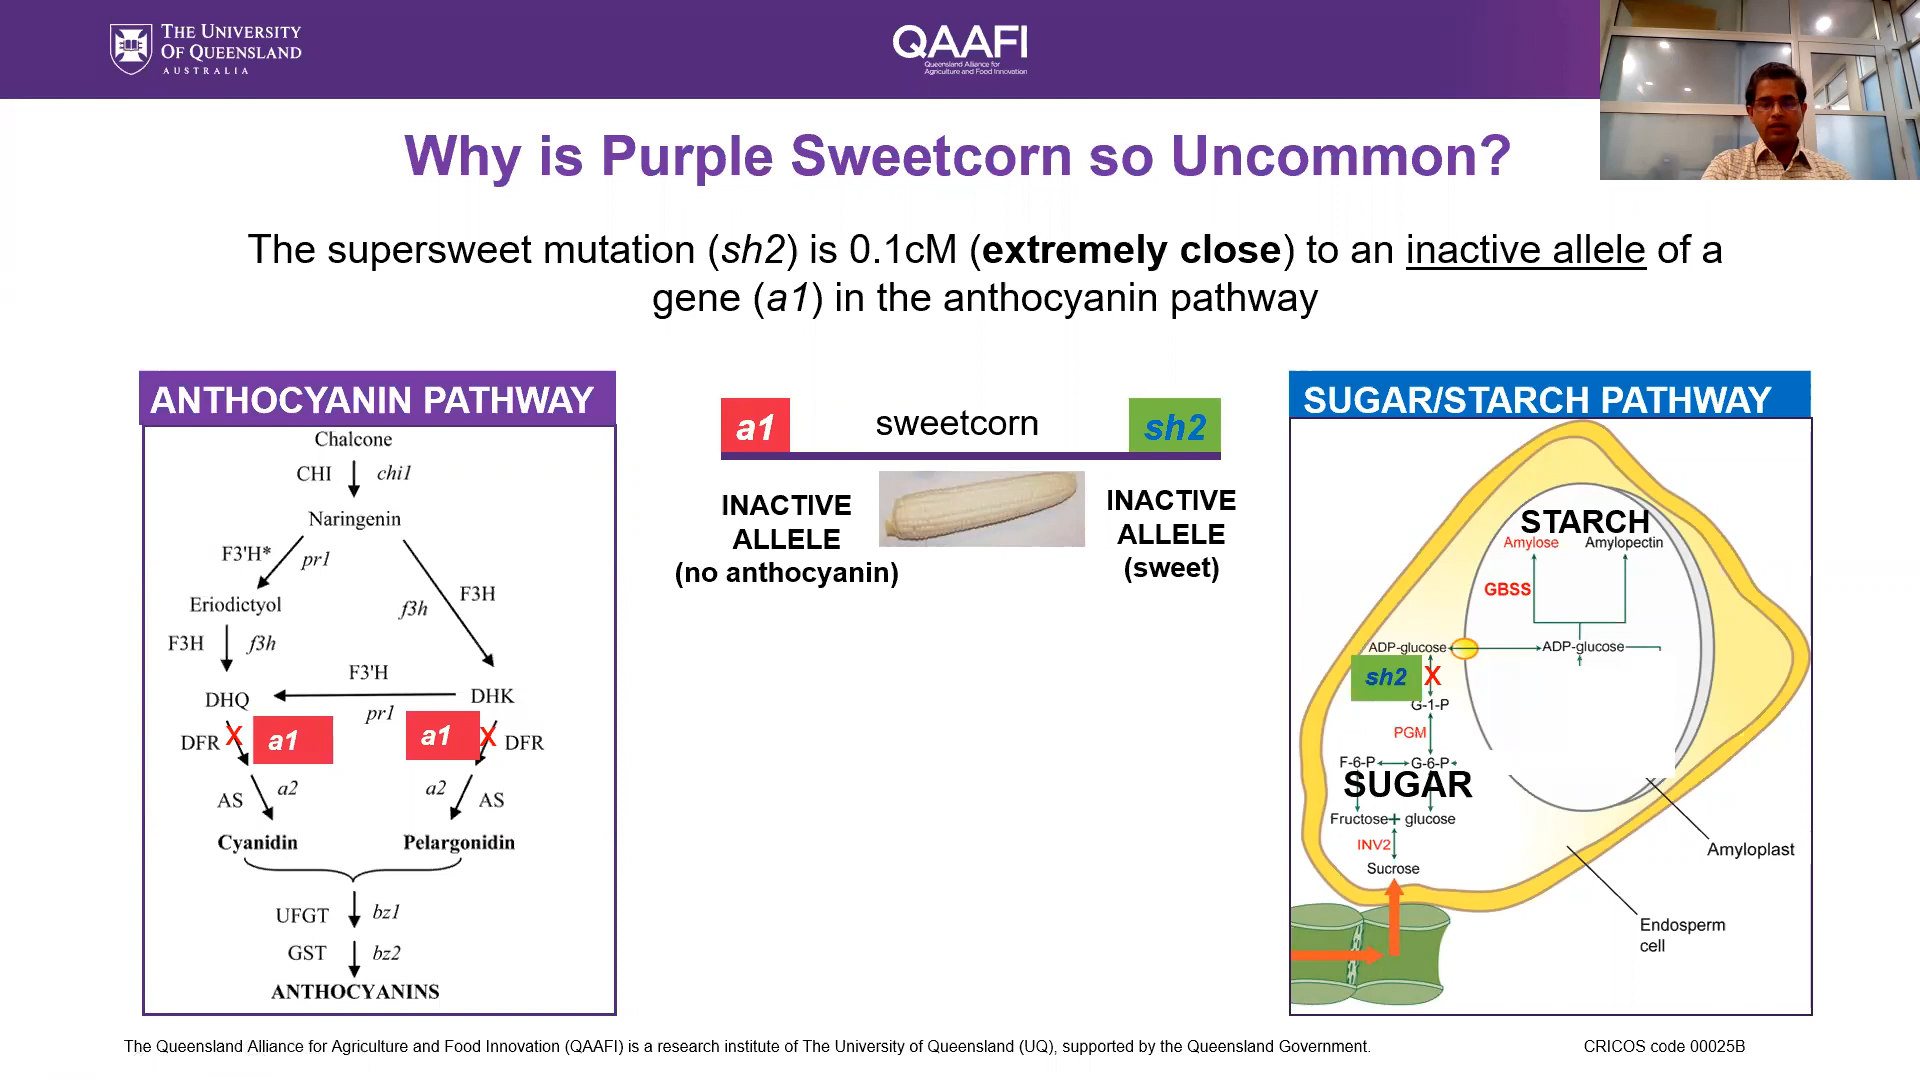 THE UNIVERSITY
OF QUEENSLAND
AUSTRALIA
QAAFI
Queensland Alliance for
Agriculture and Food Innovation
Why is Purple Sweetcorn so Uncommon?
The supersweet mutation (sh2) is 0.1cM (extremely close) to an inactive allele of a
gene (a1) in the anthocyanin pathway
ANTHOCYANIN PATHWAY
Chalcone
CHI chi1
Naringenin
F3'H* pr1
Eriodictyol
F3H f3h
f3h F3H
F3'H
DHQ DHK
pr1
DFR X a1 a1 X DFR
AS a2 a2 AS
Cyanidin Pelargonidin
UFGT bz1
GST bz2
ANTHOCYANINS
a1 sweetcorn sh2
INACTIVE
ALLELE
(no anthocyanin)
INACTIVE
ALLELE
(sweet)
SUGAR/STARCH PATHWAY
STARCH
Amylose Amylopectin
GBSS
ADP-glucose ADP-glucose
sh2 X
G-1-P
PGM
F-6-P G-6-P
SUGAR
Fructose+ glucose
INV2
Sucrose
Amyloplast
Endosperm
cell
The Queensland Alliance for Agriculture and Food Innovation (QAAFI) is a research institute of The University of Queensland (UQ), supported by the Queensland Government.
CRICOS code 00025B